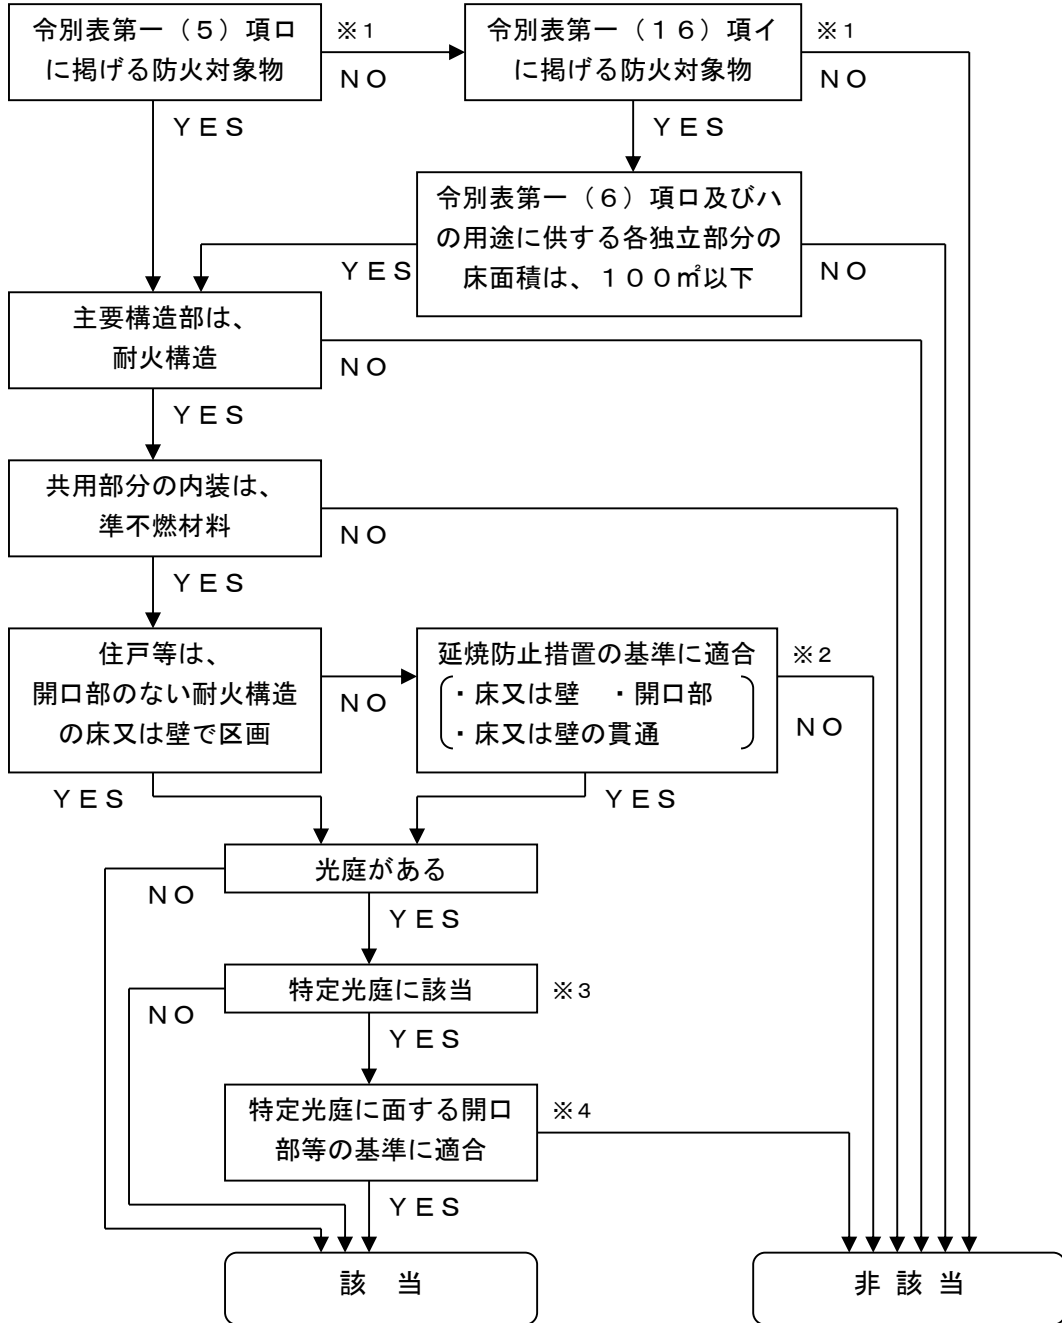 令別表第一（５）項ロ
に掲げる防火対象物
※１
ＮＯ
令別表第一（１６）項イ
に掲げる防火対象物
※１
ＮＯ
ＹＥＳ
ＹＥＳ
令別表第一（６）項ロ及びハ
の用途に供する各独立部分の
床面積は、１００㎡以下
ＹＥＳ
ＮＯ
主要構造部は、
耐火構造
ＮＯ
ＹＥＳ
共用部分の内装は、
準不燃材料
ＮＯ
ＹＥＳ
住戸等は、
開口部のない耐火構造
の床又は壁で区画
ＮＯ
延焼防止措置の基準に適合
・床又は壁　・開口部
・床又は壁の貫通
※２
ＮＯ
ＹＥＳ
ＹＥＳ
光庭がある
ＮＯ
ＹＥＳ
特定光庭に該当
※３
ＮＯ
ＹＥＳ
特定光庭に面する開口
部等の基準に適合
※４
ＹＥＳ
該　当
非 該 当